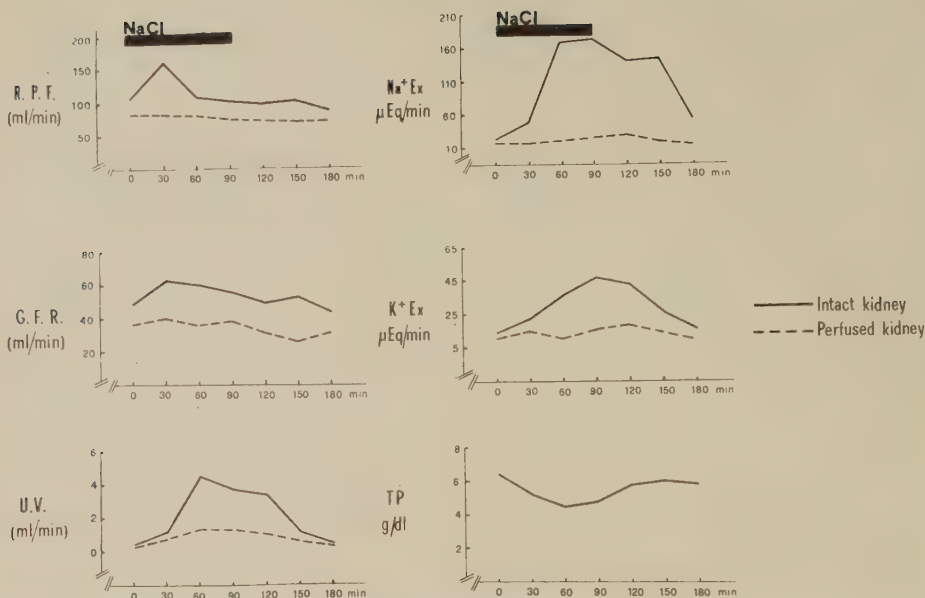 NaCl
200
150
100
50
R. P. F.
(ml/min)
0 30 60 90 120 150 180 min
NaCl
210
160
110
60
10
Na⁺Ex
µEq/min
0 30 60 90 120 150 180 min
80
60
40
20
G. F. R.
(ml/min)
0 30 60 90 120 150 180 min
65
45
25
5
K⁺Ex
µEq/min
0 30 60 90 120 150 180 min
Intact kidney
Perfused kidney
6
4
2
0
U.V.
(ml/min)
0 30 60 90 120 150 180 min
8
6
4
2
TP
g/dl
0 30 60 90 120 150 180 min